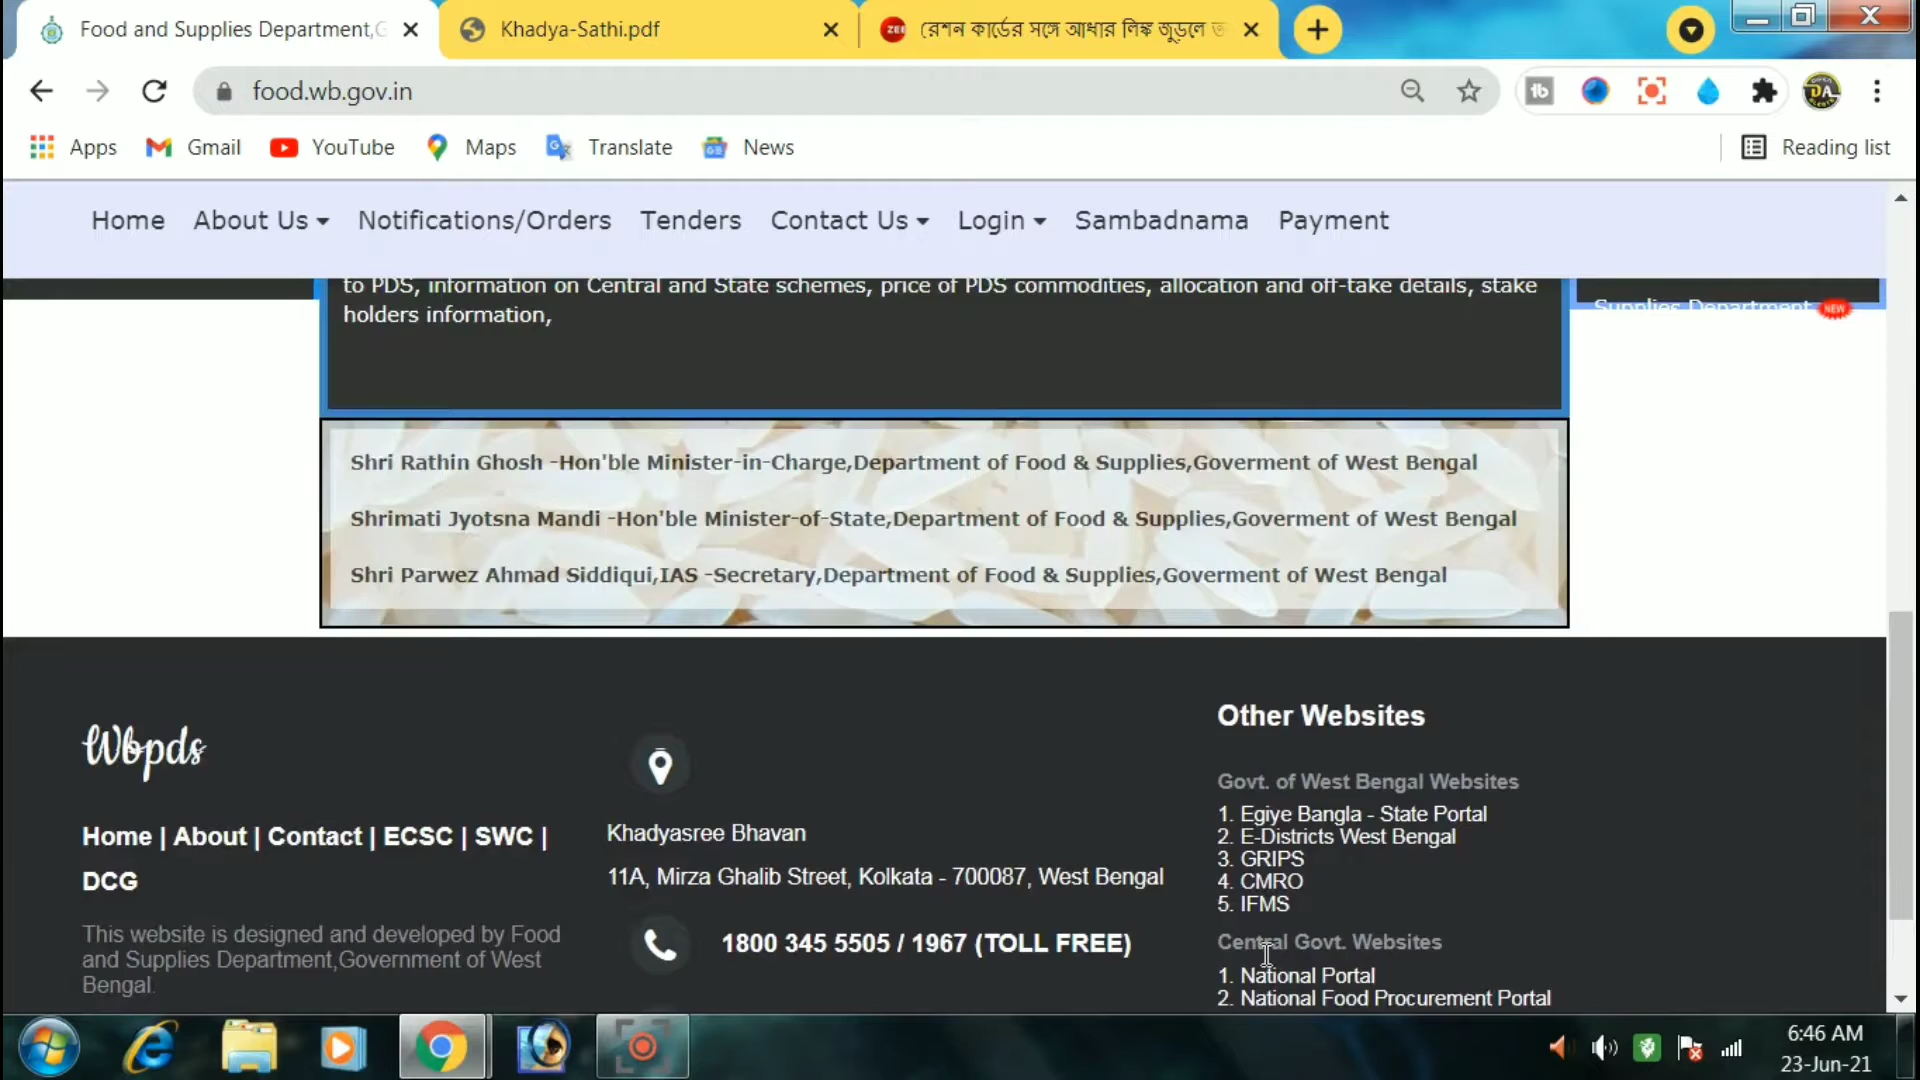 Food and Supplies Department,G
Khadya-Sathi.pdf
ZEE
রেশন কার্ডের সঙ্গে আধার লিঙ্ক জুড়লে
food.wb.gov.in
tb
DA
Apps
Gmail
YouTube
Maps
Translate
News
Reading list
Home
About Us
Notifications/Orders
Tenders
Contact Us
Login
Sambadnama
Payment
to PDS, information on Central and State schemes, price of PDS commodities, allocation and off-take details, stake
holders information,
Supplies Department
NEW
Shri Rathin Ghosh -Hon'ble Minister-in-Charge,Department of Food & Supplies,Goverment of West Bengal
Shrimati Jyotsna Mandi -Hon'ble Minister-of-State,Department of Food & Supplies,Goverment of West Bengal
Shri Parwez Ahmad Siddiqui,IAS -Secretary,Department of Food & Supplies,Goverment of West Bengal
Wbpds
Home | About | Contact | ECSC | SWC |
DCG
This website is designed and developed by Food
and Supplies Department,Government of West
Bengal.
Khadyasree Bhavan
11A, Mirza Ghalib Street, Kolkata - 700087, West Bengal
1800 345 5505 / 1967 (TOLL FREE)
Other Websites
Govt. of West Bengal Websites
1. Egiye Bangla - State Portal
2. E-Districts West Bengal
3. GRIPS
4. CMRO
5. IFMS
Central Govt. Websites
1. National Portal
2. National Food Procurement Portal
6:46 AM
23-Jun-21